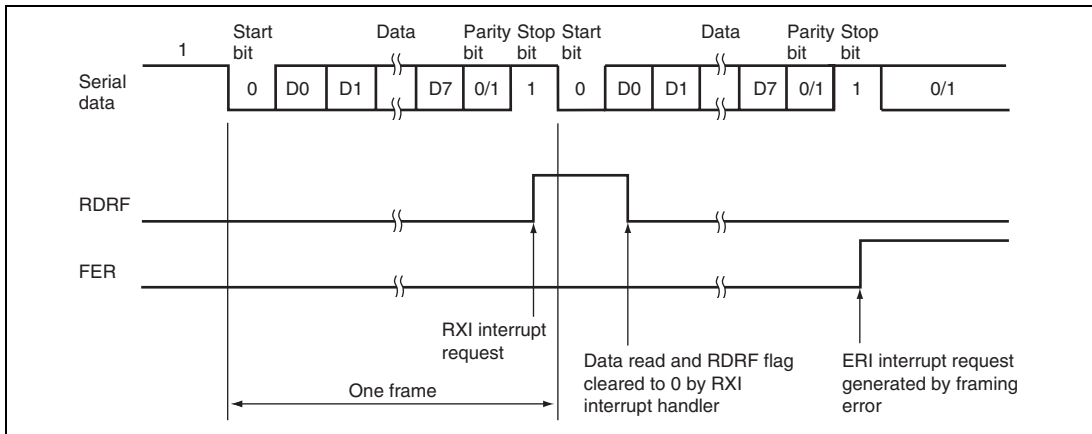 Start
bit
Data
Parity
bit
Stop
bit
Start
bit
Data
Parity
bit
Stop
bit
1
Serial
data
0 D0 D1 D7 0/1 1 0 D0 D1 D7 0/1 1 0/1
RDRF
FER
RXI interrupt
request
Data read and RDRF flag
cleared to 0 by RXI
interrupt handler
ERI interrupt request
generated by framing
error
One frame